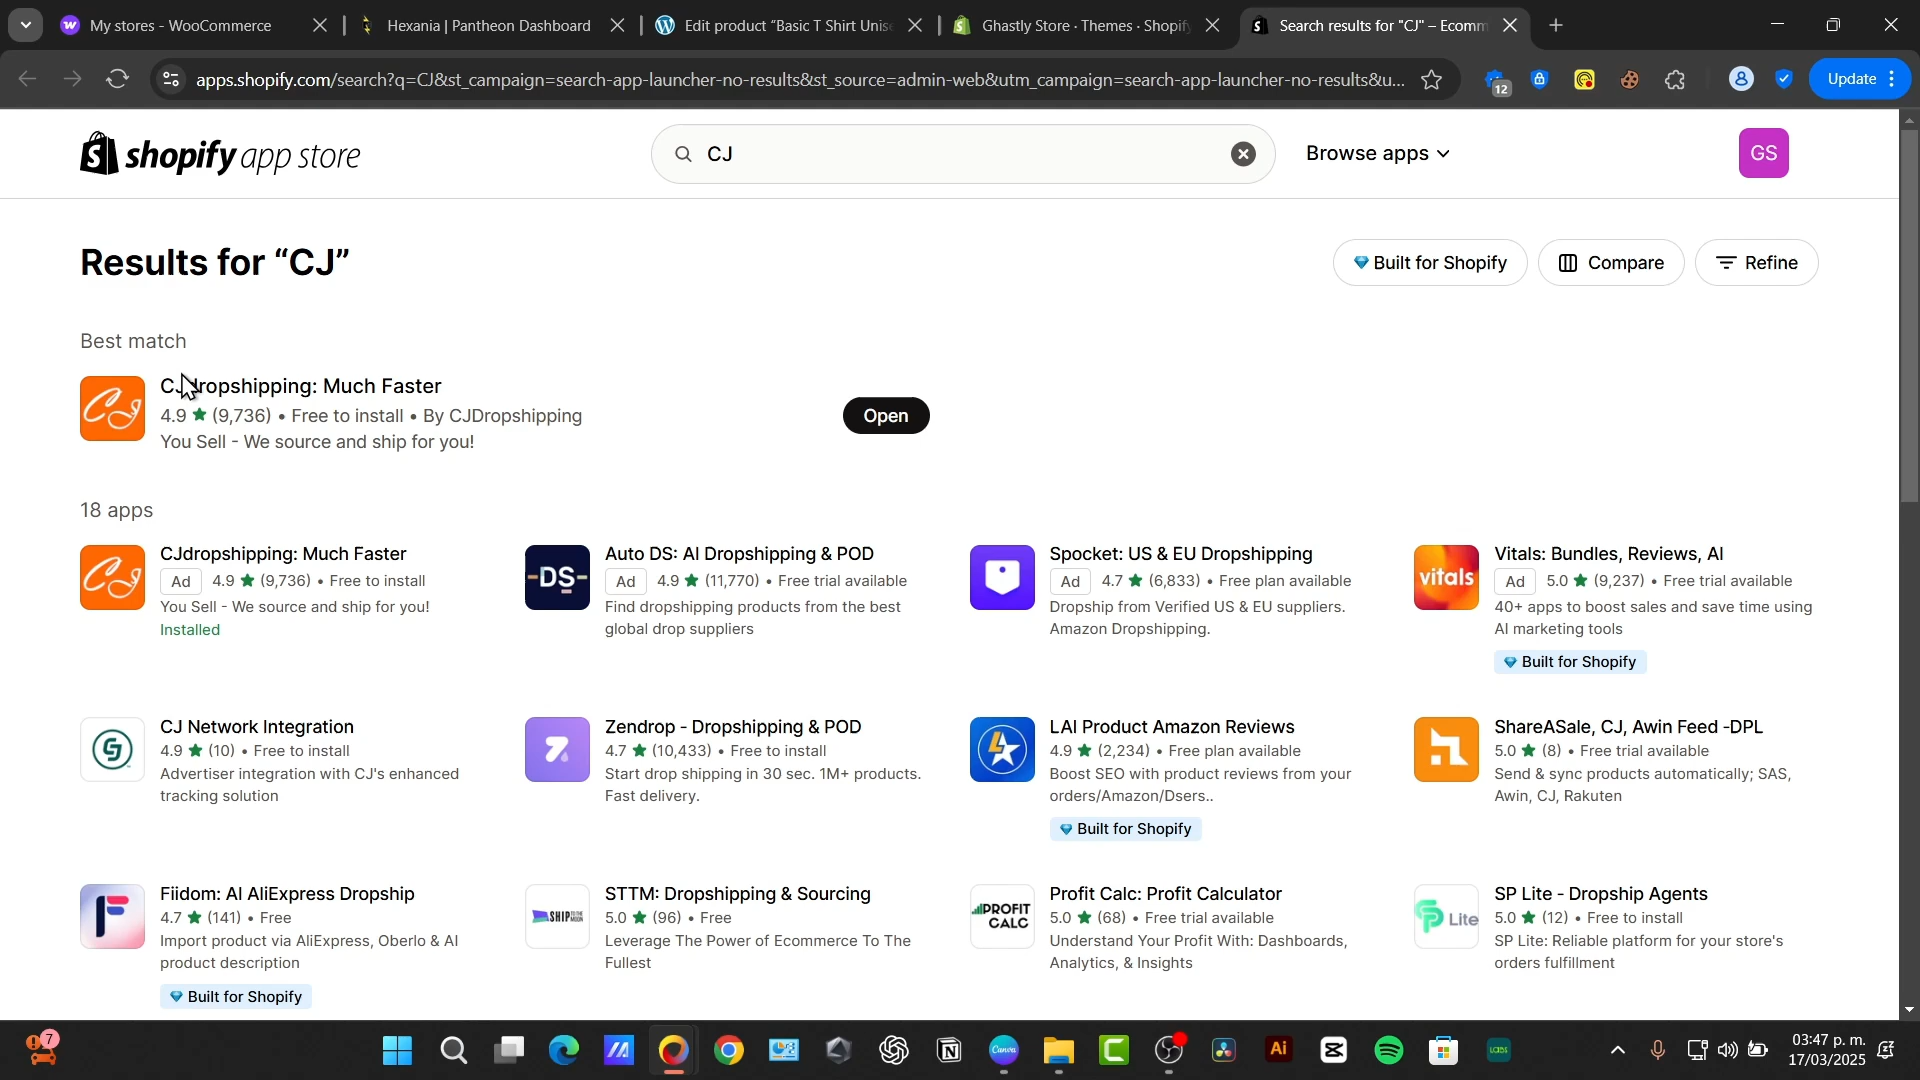 My stores - WooCommerce
Hexania | Pantheon Dashboard
Edit product "Basic T Shirt Unis
Ghastly Store · Themes · Shopify
Search results for "CJ" – Ecomm
apps.shopify.com/search?q=CJ&st_campaign=search-app-launcher-no-results&st_source=admin-web&utm_campaign=search-app-launcher-no-results&u...
12
Update
shopify app store
CJ
Browse apps
GS
Results for “CJ”
Built for Shopify
Compare
Refine
Best match
CJdropshipping: Much Faster
4.9 ★ (9,736) • Free to install • By CJDropshipping
You Sell - We source and ship for you!
Open
18 apps
CJdropshipping: Much Faster
Ad 4.9 ★ (9,736) • Free to install
You Sell - We source and ship for you!
Installed
-DS-
Auto DS: AI Dropshipping & POD
Ad 4.9 ★ (11,770) • Free trial available
Find dropshipping products from the best
global drop suppliers
Spocket: US & EU Dropshipping
Ad 4.7 ★ (6,833) • Free plan available
Dropship from Verified US & EU suppliers.
Amazon Dropshipping.
vitals
Vitals: Bundles, Reviews, AI
Ad 5.0 ★ (9,237) • Free trial available
40+ apps to boost sales and save time using
AI marketing tools
Built for Shopify
CJ Network Integration
4.9 ★ (10) • Free to install
Advertiser integration with CJ's enhanced
tracking solution
Zendrop - Dropshipping & POD
4.7 ★ (10,433) • Free to install
Start drop shipping in 30 sec. 1M+ products.
Fast delivery.
LAI Product Amazon Reviews
4.9 ★ (2,234) • Free plan available
Boost SEO with product reviews from your
orders/Amazon/Dsers..
Built for Shopify
ShareASale, CJ, Awin Feed -DPL
5.0 ★ (8) • Free trial available
Send & sync products automatically; SAS,
Awin, CJ, Rakuten
Fiidom: AI AliExpress Dropship
4.7 ★ (141) • Free
Import product via AliExpress, Oberlo & AI
product description
Built for Shopify
SHIP
STTM: Dropshipping & Sourcing
5.0 ★ (96) • Free
Leverage The Power of Ecommerce To The
Fullest
PROFIT
CALC
Profit Calc: Profit Calculator
5.0 ★ (68) • Free trial available
Understand Your Profit With: Dashboards,
Analytics, & Insights
Lite
SP Lite - Dropship Agents
5.0 ★ (12) • Free to install
SP Lite: Reliable platform for your store's
orders fulfillment
7
Canva
Ai
03:47 p. m.
17/03/2025